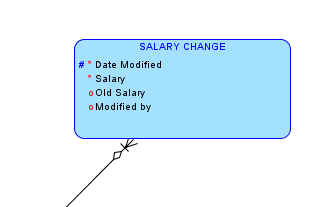 SALARY CHANGE
# * Date Modified
* Salary
o Old Salary
o Modified by